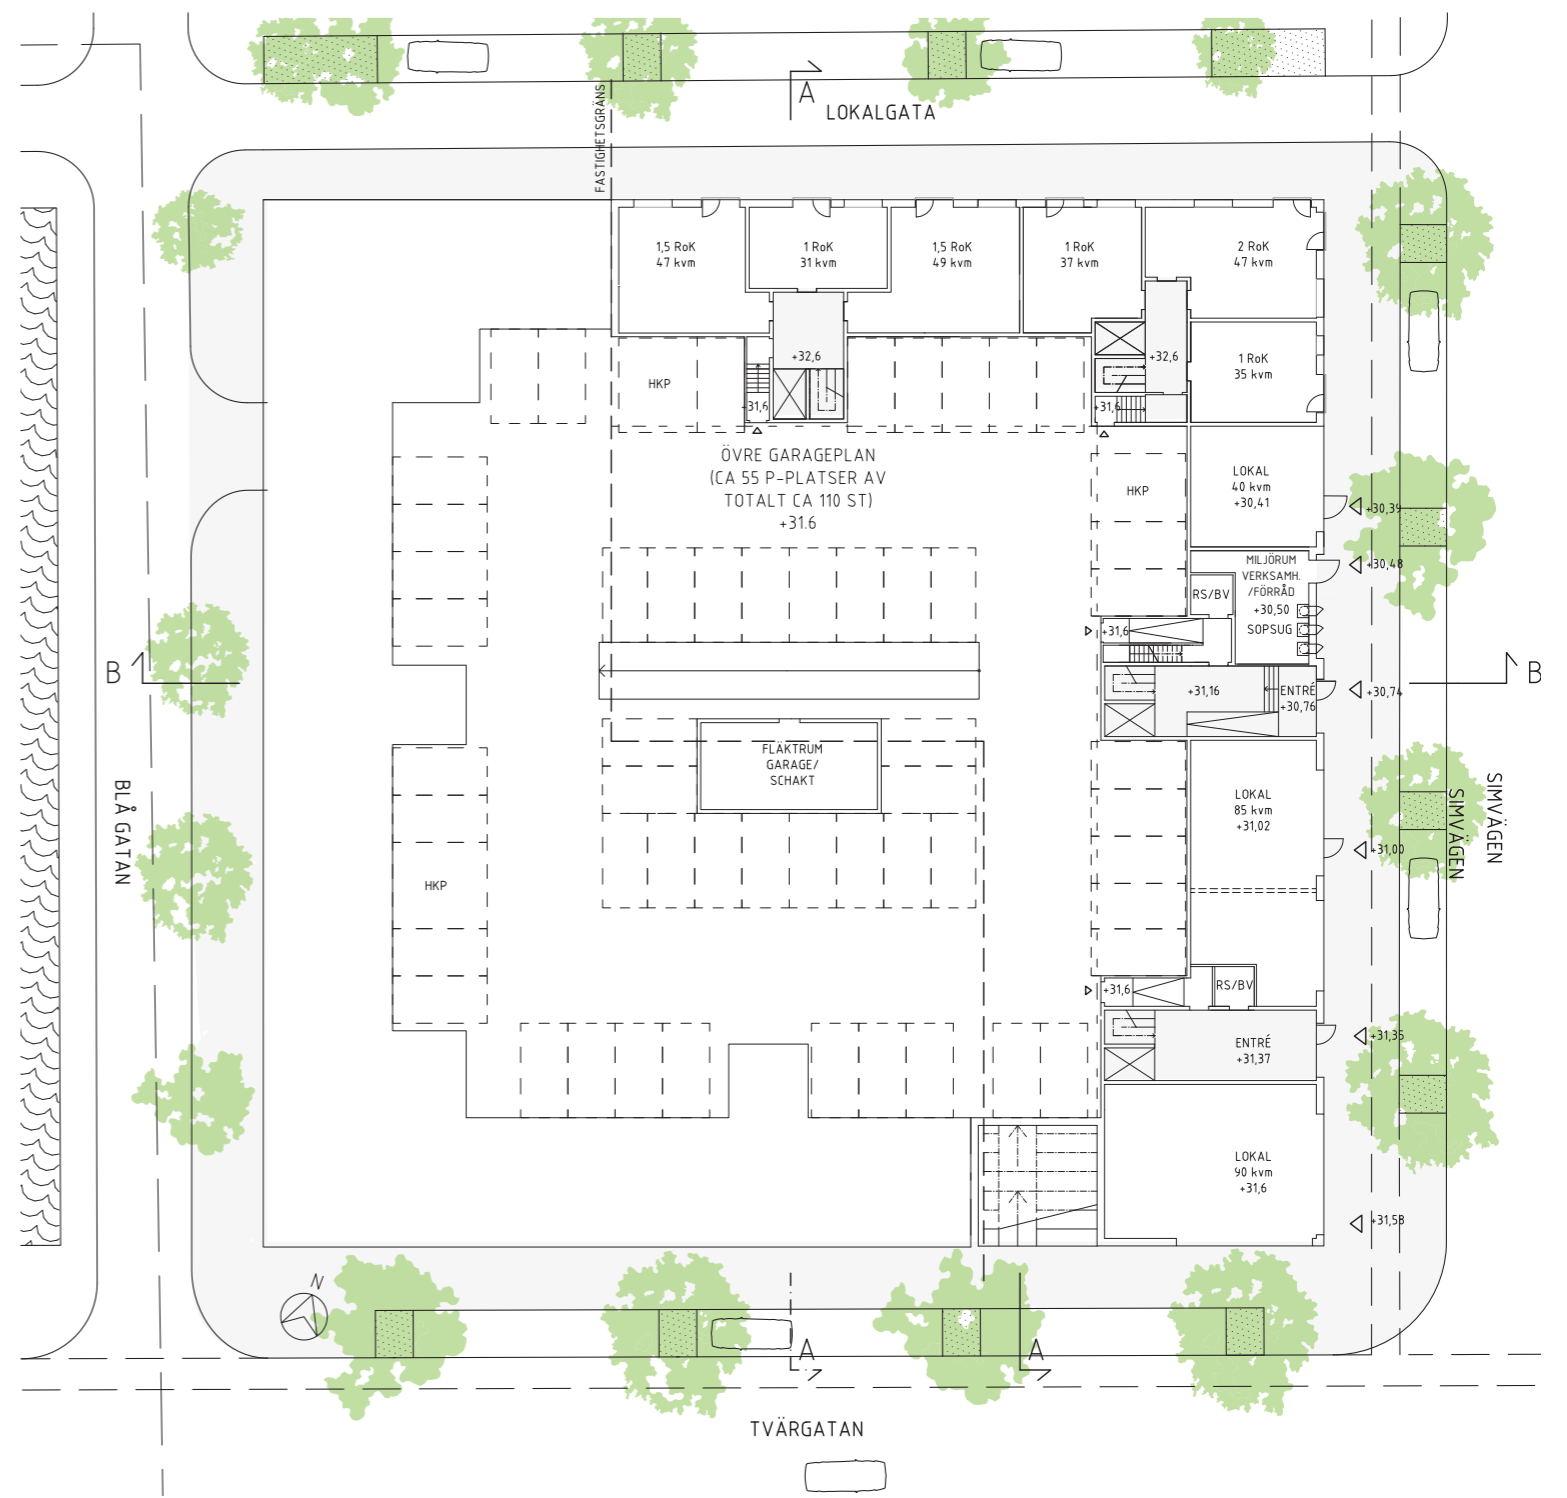 A
LOKALGATA
FASTIGHETSGRÄNS
1,5 RoK
47 kvm
1 RoK
31 kvm
1,5 RoK
49 kvm
1 RoK
37 kvm
2 RoK
47 kvm
+32,6
+32,6
1 RoK
35 kvm
HKP
+31,6
+31,6
ÖVRE GARAGEPLAN
(CA 55 P-PLATSER AV
TOTALT CA 110 ST)
+31.6
HKP
LOKAL
40 kvm
+30,41
+30,39
+30,48
MILJÖRUM
VERKSAMH.
/FÖRRÅD
+30,50
SOPSUG
RS/BV
+31,6
B
B
+31,16
ENTRÉ
+30,76
+30,74
FLÄKTRUM
GARAGE/
SCHAKT
BLÅGATAN
LOKAL
85 kvm
+31,02
+31,00
SIMVÄGEN
SIMVÄGEN
HKP
+31,6
RS/BV
ENTRÉ
+31,37
+31,35
LOKAL
90 kvm
+31,6
+31,58
N
A
A
TVÄRGATAN